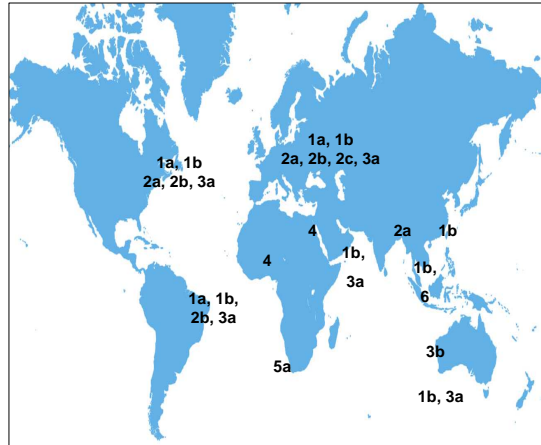 1a, 1b
2a, 2b, 3a
1a, 1b
2a, 2b, 2c, 3a
4
4
1b,
3a
2a
1b
1b,
6
1a, 1b,
2b, 3a
5a
3b
1b, 3a